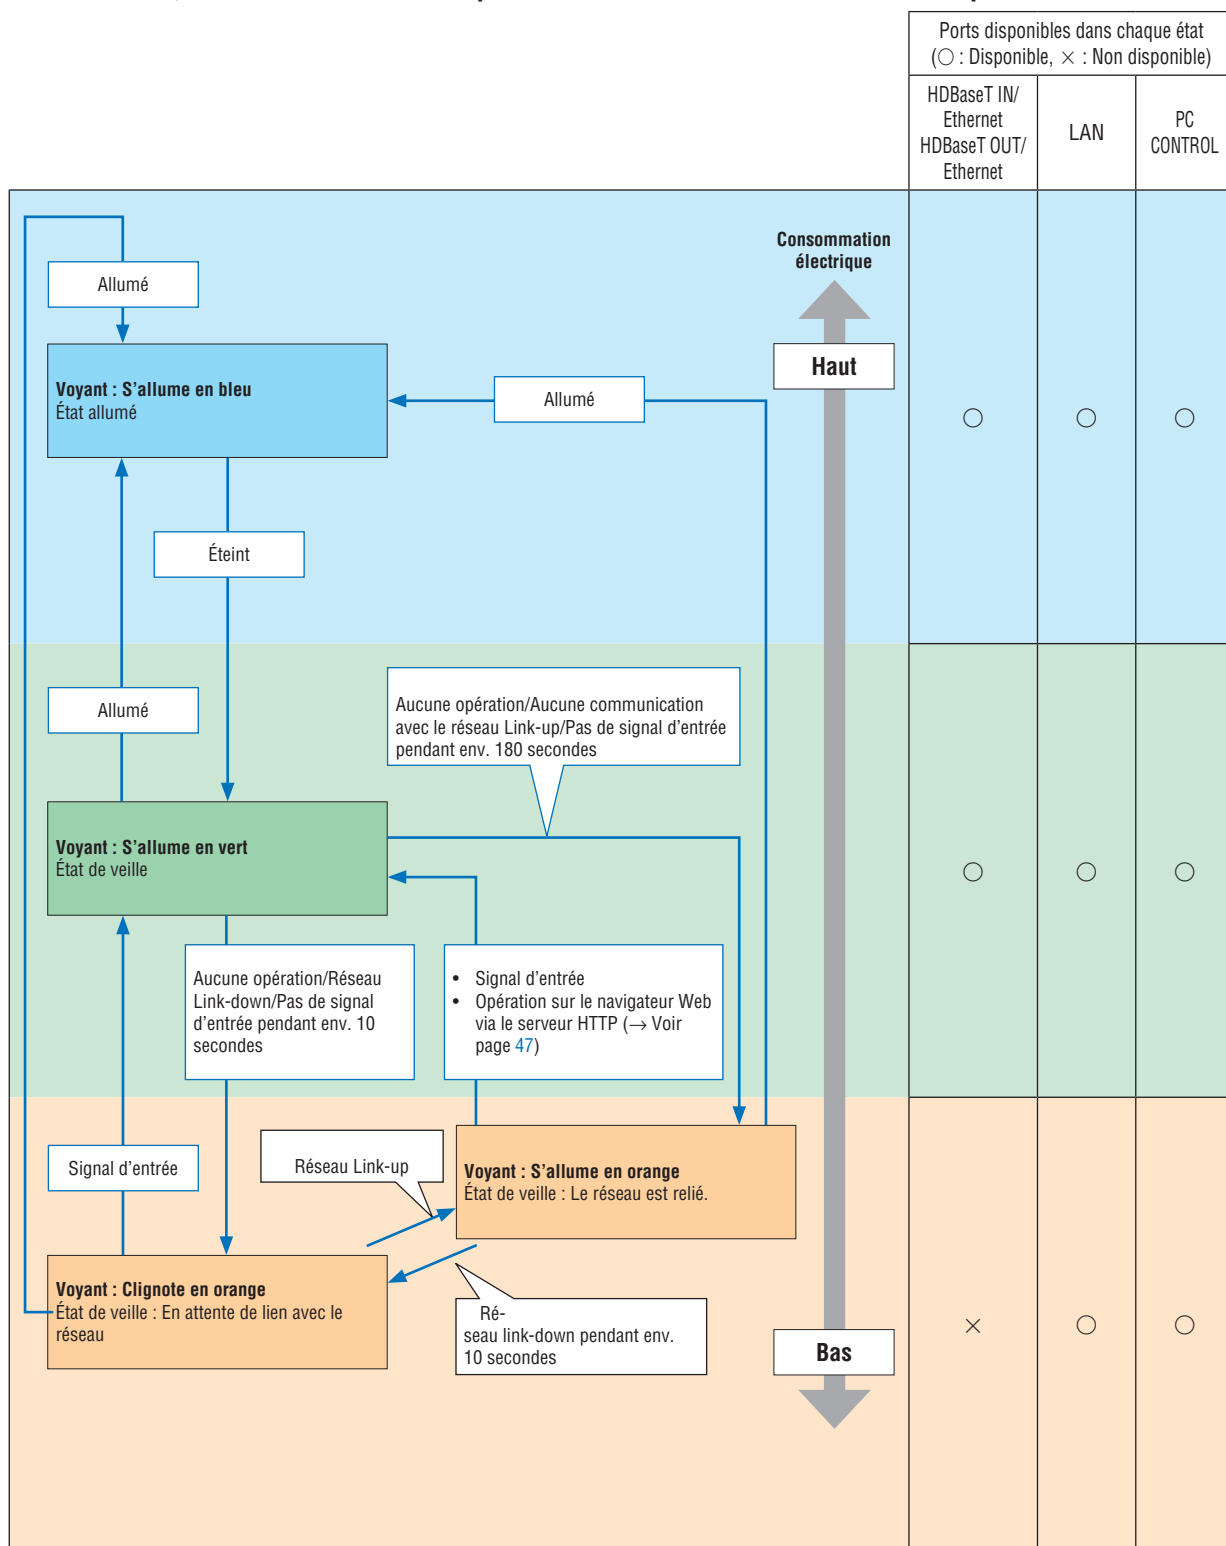 Ports disponibles dans chaque état
(○ : Disponible, × : Non disponible)
HDBaseT IN/
Ethernet
HDBaseT OUT/
Ethernet
LAN
PC
CONTROL
Consommation
électrique
Allumé
Haut
Voyant : S’allume en bleu
État allumé
Allumé
○
○
○
Éteint
Allumé
Aucune opération/Aucune communication
avec le réseau Link-up/Pas de signal d’entrée
pendant env. 180 secondes
Voyant : S’allume en vert
État de veille
○
○
○
Aucune opération/Réseau
Link-down/Pas de signal
d’entrée pendant env. 10
secondes
• Signal d’entrée
• Opération sur le navigateur Web
via le serveur HTTP (→ Voir
page 47)
Signal d’entrée
Réseau Link-up
Voyant : S’allume en orange
État de veille : Le réseau est relié.
Voyant : Clignote en orange
État de veille : En attente de lien avec le
réseau
Ré-
seau link-down pendant env.
10 secondes
Bas
×
○
○